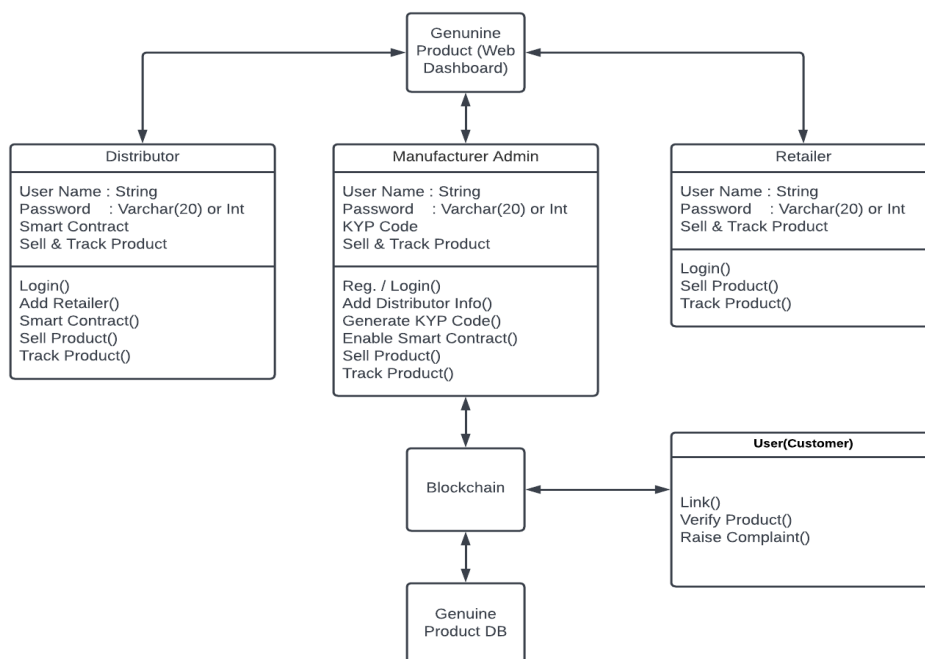 Genunine
Product (Web
Dashboard)
Distributor
User Name : String
Password : Varchar(20) or Int
Smart Contract
Sell & Track Product
Login()
Add Retailer()
Smart Contract()
Sell Product()
Track Product()
Manufacturer Admin
User Name : String
Password : Varchar(20) or Int
KYP Code
Sell & Track Product
Reg. / Login()
Add Distributor Info()
Generate KYP Code()
Enable Smart Contract()
Sell Product()
Track Product()
Retailer
User Name : String
Password : Varchar(20) or Int
Sell & Track Product
Login()
Sell Product()
Track Product()
Blockchain
User(Customer)
Link()
Verify Product()
Raise Complaint()
Genuine
Product DB